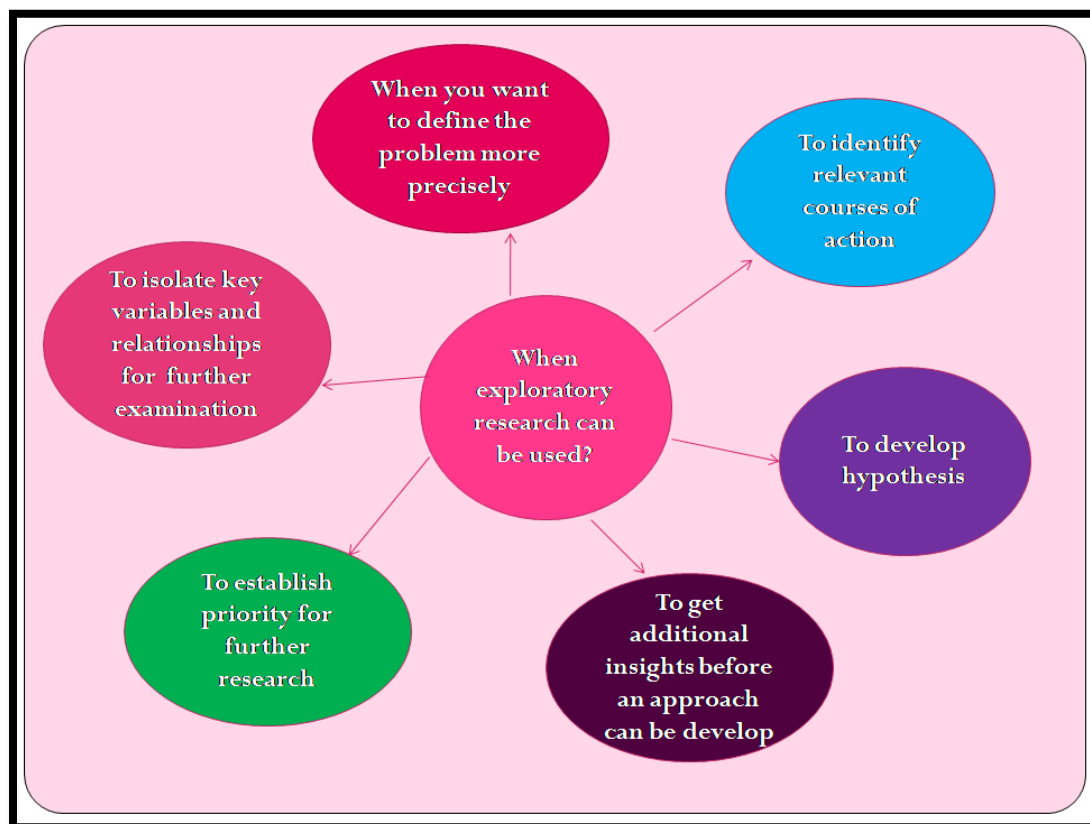 When you want
to define the
problem more
precisely
To identify
relevant
courses of
action
To isolate key
variables and
relationships
for further
examination
When
exploratory
research can
be used?
To develop
hypothesis
To establish
priority for
further
research
To get
additional
insights before
an approach
can be develop